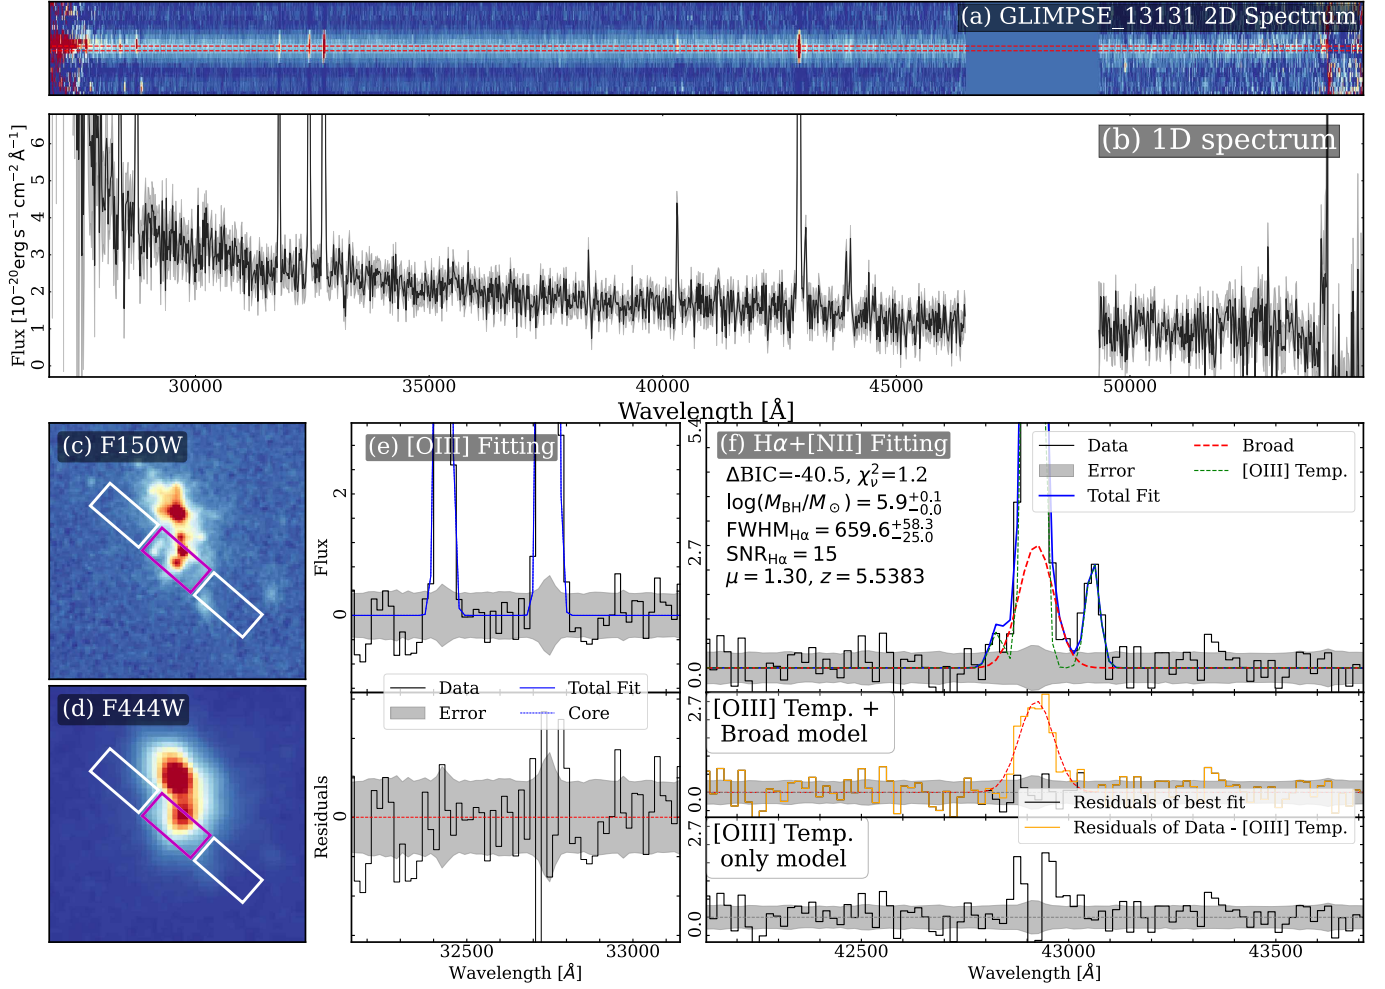 (a) GLIMPSE_13131 2D Spectrum
(b) 1D spectrum
Flux [10⁻²⁰erg s⁻¹ cm⁻² Å⁻¹]
6
5
4
3
2
1
0
30000 35000 40000 45000 50000
Wavelength [Å]
(c) F150W
(d) F444W
(e) [OIII] Fitting
Flux
2
0
Data
Error
Total Fit
Core
Residuals
0
32500 33000
Wavelength [Å]
(f) Hα+[NII] Fitting
ΔBIC=-40.5, χ²ᵥ=1.2
log(M_BH/M⊙) = 5.9^{+0.1}_{−0.0}
FWHM_Hα = 659.6^{+58.3}_{−25.0}
SNR_Hα = 15
μ = 1.30, z = 5.5383
Data
Error
Total Fit
Broad
[OIII] Temp.
5.4
2.7
0.0
[OIII] Temp. +
Broad model
2.7
0.0
Residuals of best fit
Residuals of Data - [OIII] Temp.
[OIII] Temp.
only model
2.7
0.0
42500 43000 43500
Wavelength [Å]